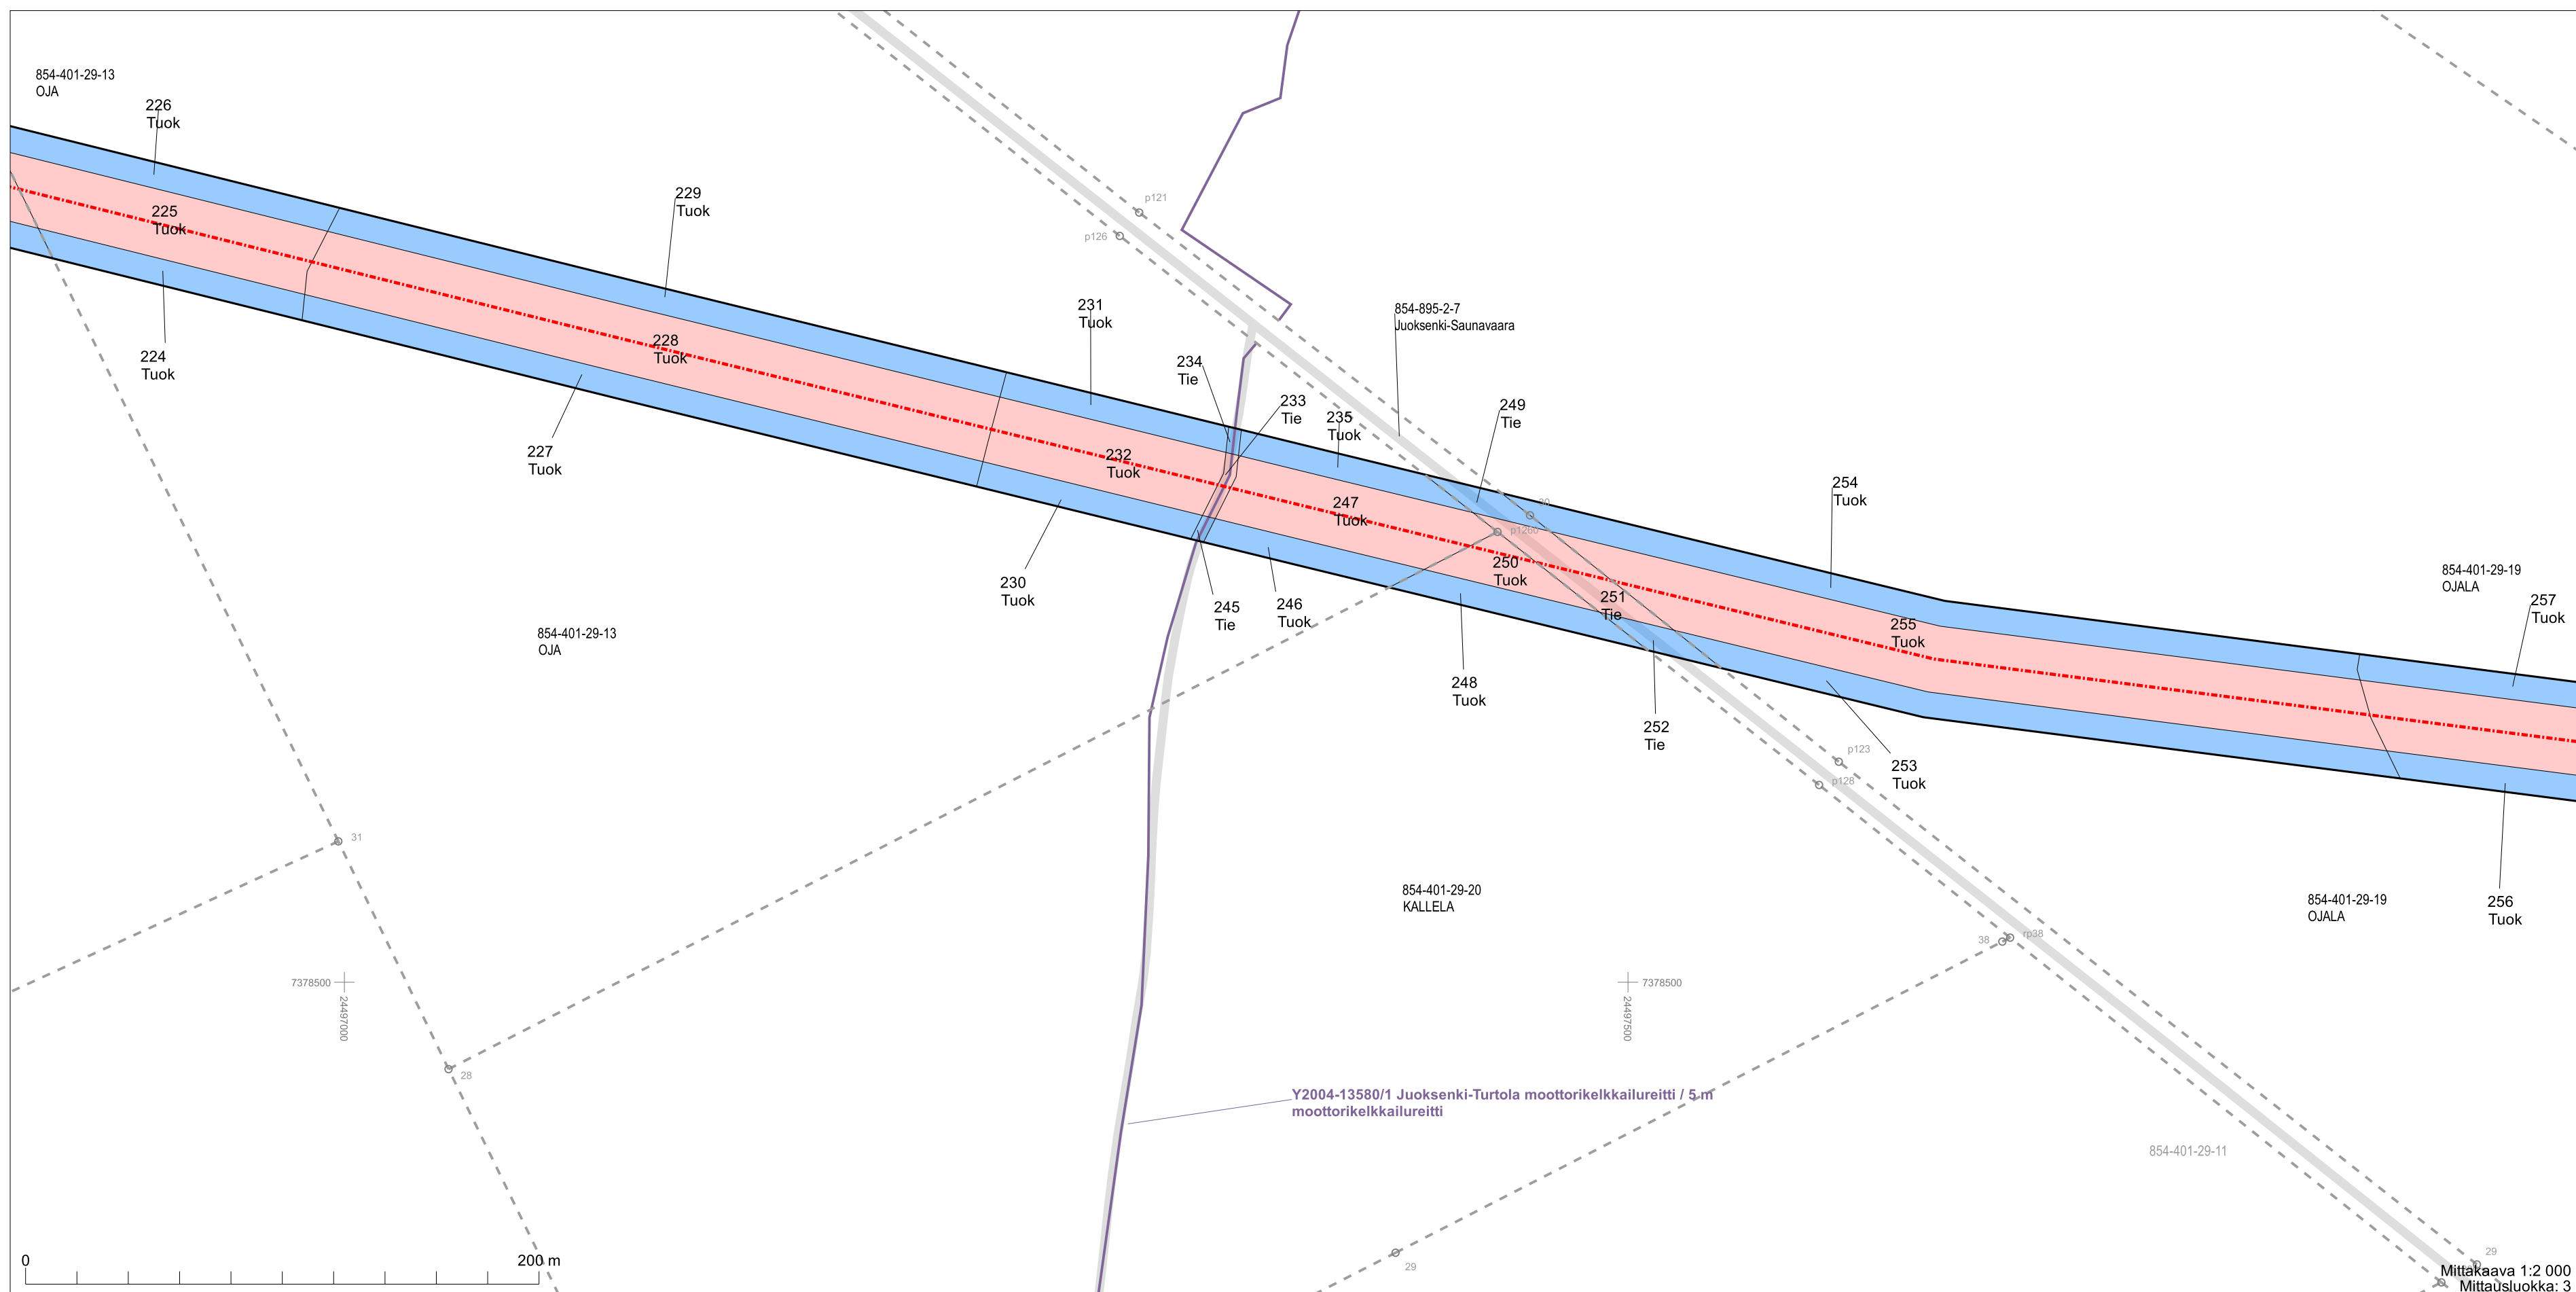 854-401-29-13
OJA
226
Tuok
225
Tuok
229
Tuok
p121
p126
224
Tuok
228
Tuok
231
Tuok
854-895-2-7
Juoksenki-Saunavaara
234
Tie
233
Tie
235
Tuok
249
Tie
227
Tuok
232
Tuok
247
Tuok
30
254
Tuok
250
Tuok
251
Tie
230
Tuok
245
Tie
246
Tuok
854-401-29-13
OJA
255
Tuok
854-401-29-19
OJALA
257
Tuok
248
Tuok
252
Tie
253
Tuok
p123
p128
31
854-401-29-20
KALLELA
854-401-29-19
OJALA
256
Tuok
38
rp38
7378500
24497000
7378500
24497500
28
Y2004-13580/1 Juoksenki-Turtola moottorikelkkailureitti / 5 m
moottorikelkkailureitti
854-401-29-11
0
200 m
29
29
Mittakaava 1:2 000
Mittausluokka: 3